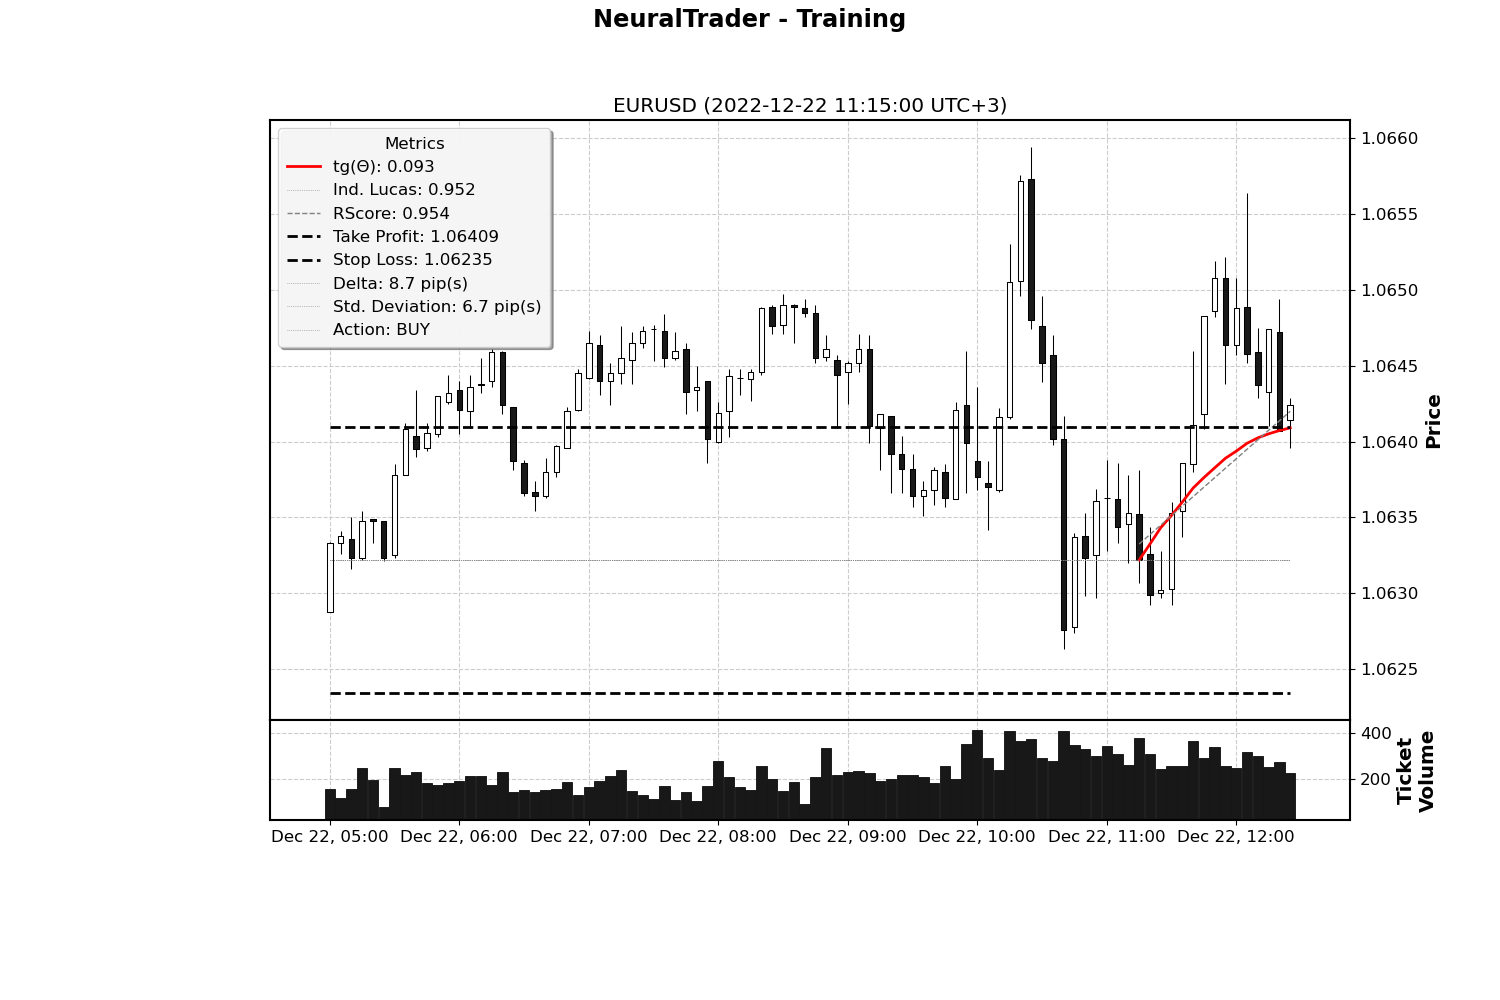 NeuralTrader - Training
EURUSD (2022-12-22 11:15:00 UTC+3)
Metrics
tg(Θ): 0.093
Ind. Lucas: 0.952
RScore: 0.954
Take Profit: 1.06409
Stop Loss: 1.06235
Delta: 8.7 pip(s)
Std. Deviation: 6.7 pip(s)
Action: BUY
1.0660
1.0655
1.0650
1.0645
1.0640
1.0635
1.0630
1.0625
Price
400
200
Ticket
Volume
Dec 22, 05:00 Dec 22, 06:00 Dec 22, 07:00 Dec 22, 08:00 Dec 22, 09:00 Dec 22, 10:00 Dec 22, 11:00 Dec 22, 12:00